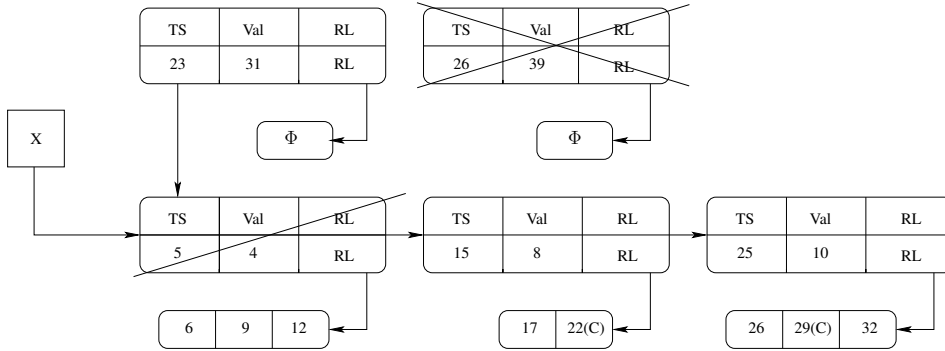 TS Val RL TS Val RL
23 31 RL 26 39 RL
X Φ Φ
TS Val RL TS Val RL TS Val RL
5 4 RL 15 8 RL 25 10 RL
6 9 12 17 22(C) 26 29(C) 32